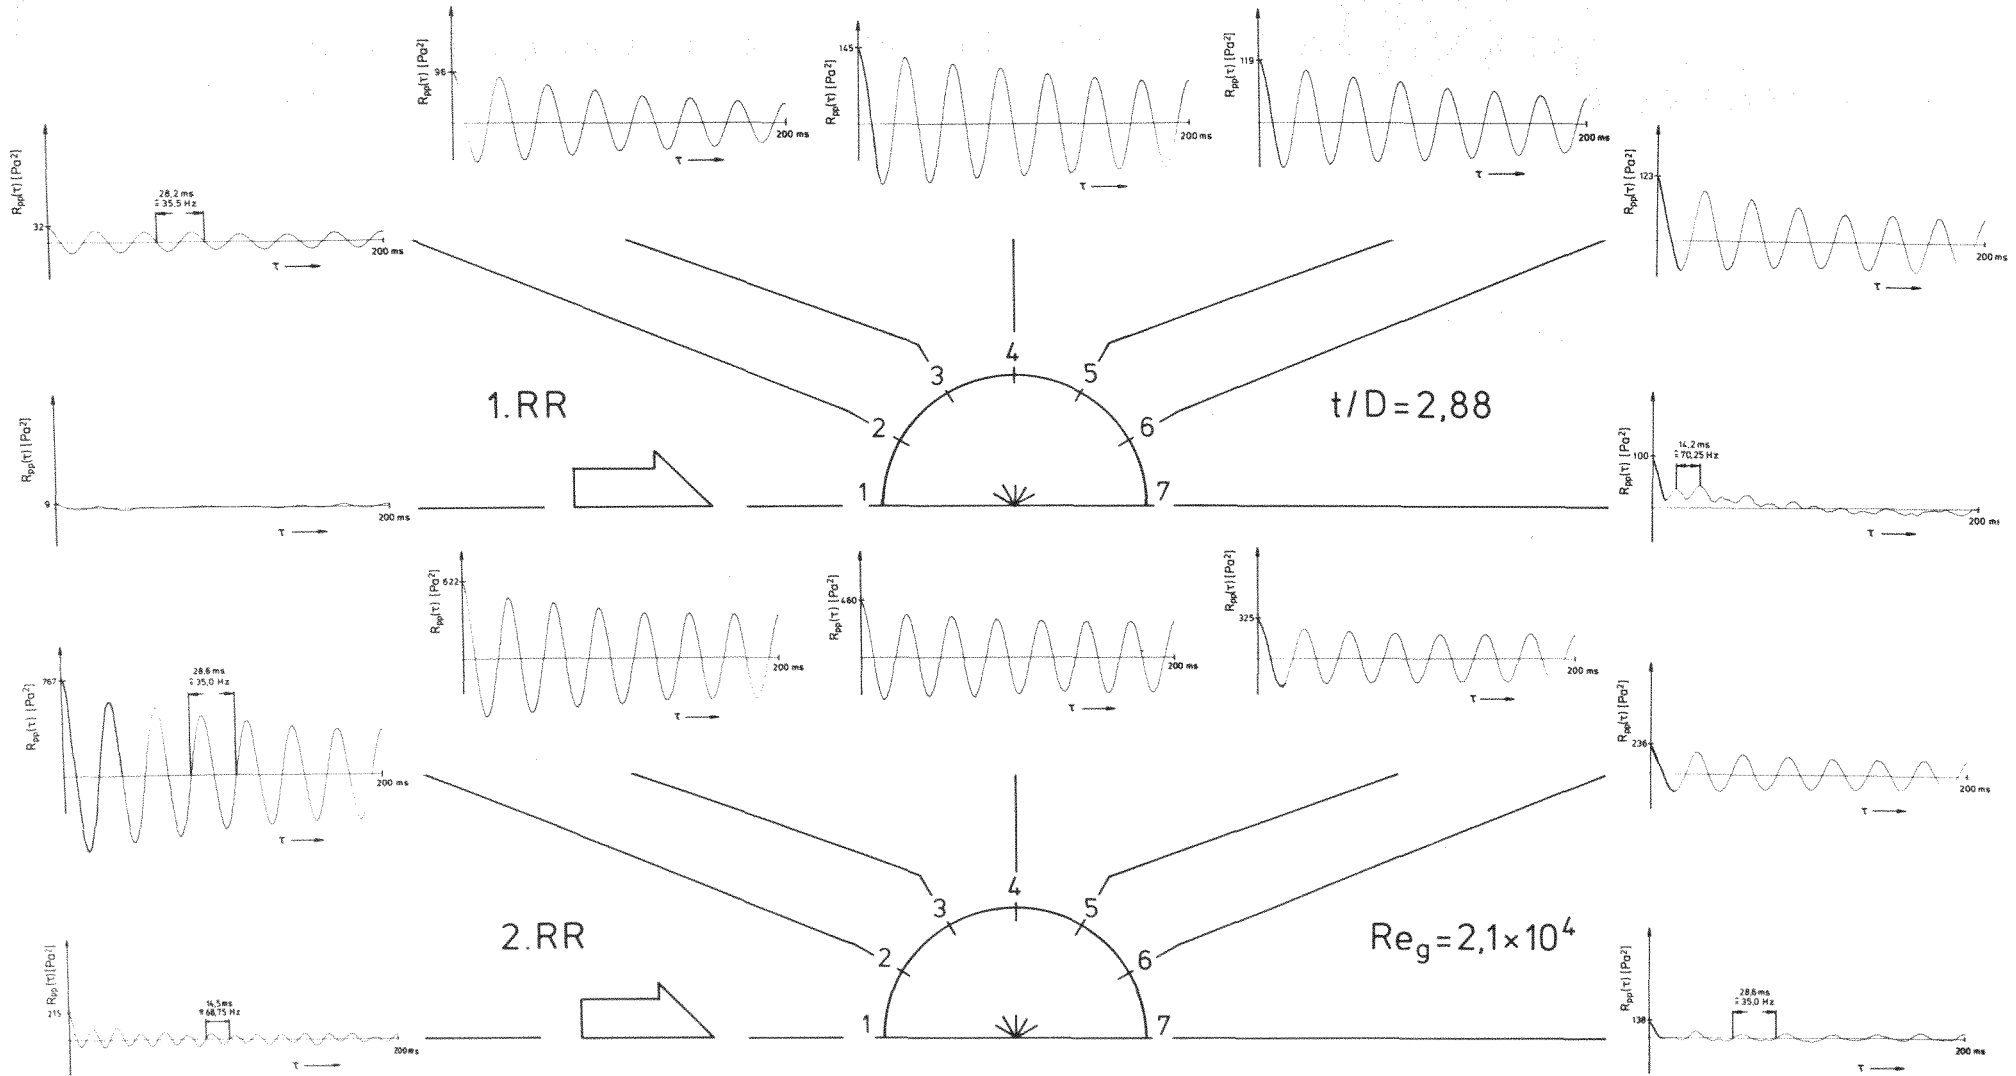 R_pp(τ) [Pa²]
96
200 ms
τ
R_pp(τ) [Pa²]
145
200 ms
τ
R_pp(τ) [Pa²]
119
200 ms
τ
R_pp(τ) [Pa²]
32
28,2 ms
≙ 35,5 Hz
200 ms
τ
R_pp(τ) [Pa²]
123
200 ms
τ
1.RR
t/D=2,88
1
2
3
4
5
6
7
R_pp(τ) [Pa²]
9
200 ms
τ
R_pp(τ) [Pa²]
100
14,2 ms
≙ 70,25 Hz
200 ms
τ
R_pp(τ) [Pa²]
622
200 ms
τ
R_pp(τ) [Pa²]
460
200 ms
τ
R_pp(τ) [Pa²]
325
200 ms
τ
R_pp(τ) [Pa²]
767
28,6 ms
≙ 35,0 Hz
200 ms
τ
R_pp(τ) [Pa²]
236
200 ms
τ
2.RR
Re_g=2,1×10⁴
1
2
3
4
5
6
7
R_pp(τ) [Pa²]
215
14,5ms
≙ 68,75 Hz
200 ms
τ
R_pp(τ) [Pa²]
138
28,6 ms
≙ 35,0 Hz
200 ms
τ